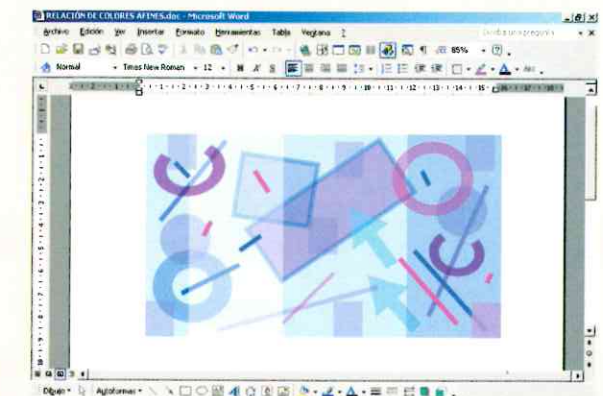 RELACIÓN DE COLORES AFINES.doc - Microsoft Word
Archivo Edición Ver Insertar Formato Herramientas Tabla Ventana ?
85%
Normal Times New Roman 12 N K S
Dibujo Autoformas